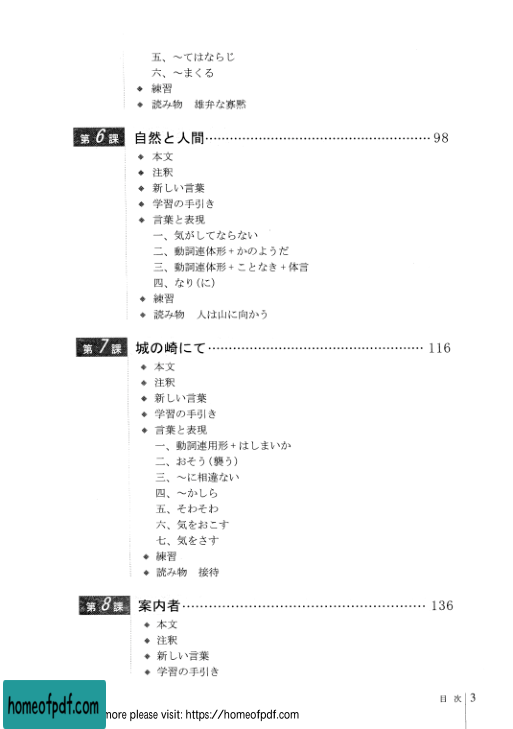 五、～てはならじ
六、～まくる
◆ 練習
◆ 読み物　雄弁な寡黙
第6課 自然と人間……………………………………………… 98
◆ 本文
◆ 注釈
◆ 新しい言葉
◆ 学習の手引き
◆ 言葉と表現
一、気がしてならない
二、動詞連体形+かのようだ
三、動詞連体形+ことなき+体言
四、なり(に)
◆ 練習
◆ 読み物　人は山に向かう
第7課 城の崎にて……………………………………………… 116
◆ 本文
◆ 注釈
◆ 新しい言葉
◆ 学習の手引き
◆ 言葉と表現
一、動詞連用形+はしまいか
二、おそう(襲う)
三、～に相違ない
四、～かしら
五、そわそわ
六、気をおこす
七、気をさす
◆ 練習
◆ 読み物　接待
第8課 案内者……………………………………………………… 136
◆ 本文
◆ 注釈
◆ 新しい言葉
◆ 学習の手引き
目 次 3
homeofpdf.com
more please visit: https://homeofpdf.com